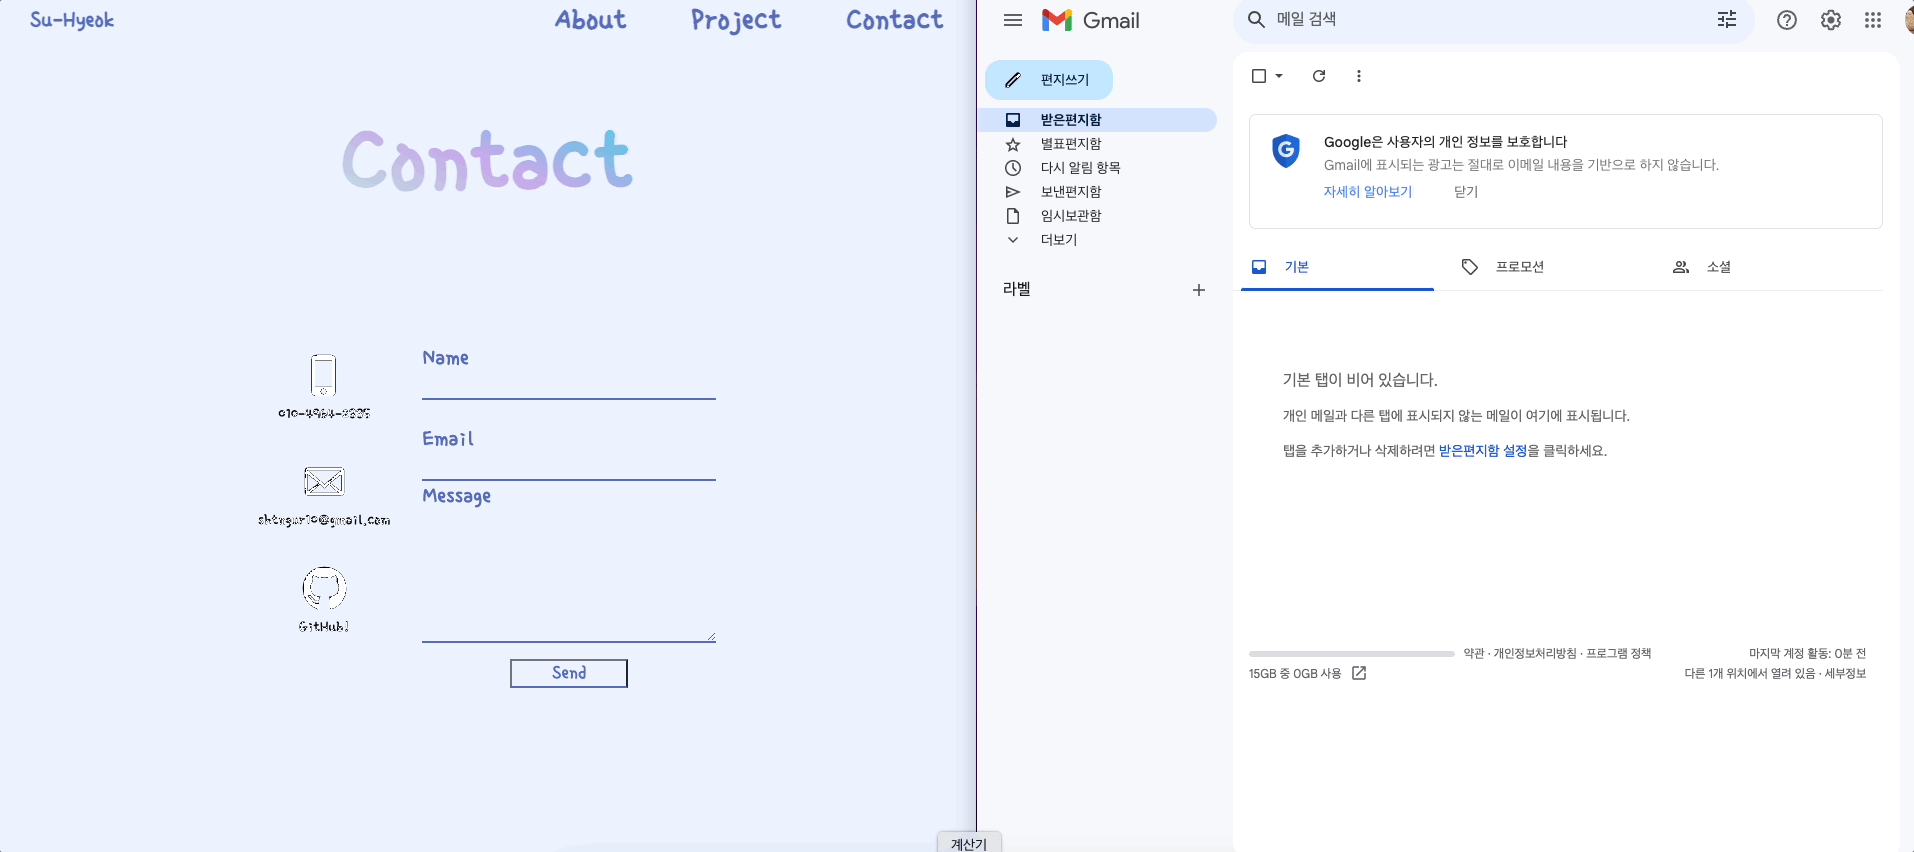 Su-Hyeok
About
Project
Contact
Contact
Name
Email
Message
GitHub!
Send
Gmail
메일 검색
편지쓰기
받은편지함
별표편지함
다시 알림 항목
보낸편지함
임시보관함
더보기
라벨
Google은 사용자의 개인 정보를 보호합니다
Gmail에 표시되는 광고는 절대로 이메일 내용을 기반으로 하지 않습니다.
자세히 알아보기
닫기
기본
프로모션
소셜
기본 탭이 비어 있습니다.
개인 메일과 다른 탭에 표시되지 않는 메일이 여기에 표시됩니다.
탭을 추가하거나 삭제하려면 받은편지함 설정을 클릭하세요.
약관 · 개인정보처리방침 · 프로그램 정책
마지막 계정 활동: 0분 전
15GB 중 0GB 사용
다른 1개 위치에서 열려 있음 · 세부정보
계산기